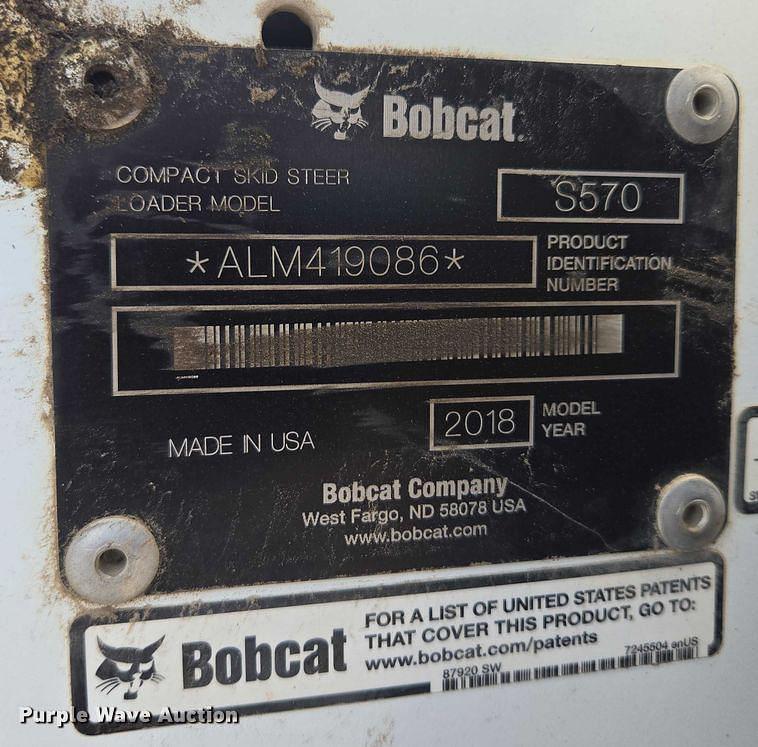 Bobcat.
COMPACT SKID STEER
LOADER MODEL
S570
*ALM419086*
PRODUCT
IDENTIFICATION
NUMBER
MADE IN USA
2018
MODEL
YEAR
Bobcat Company
West Fargo, ND 58078 USA
www.bobcat.com
Bobcat
FOR A LIST OF UNITED STATES PATENTS
THAT COVER THIS PRODUCT, GO TO:
www.bobcat.com/patents
87920 SW
7245504 enUS
Purple Wave Auction